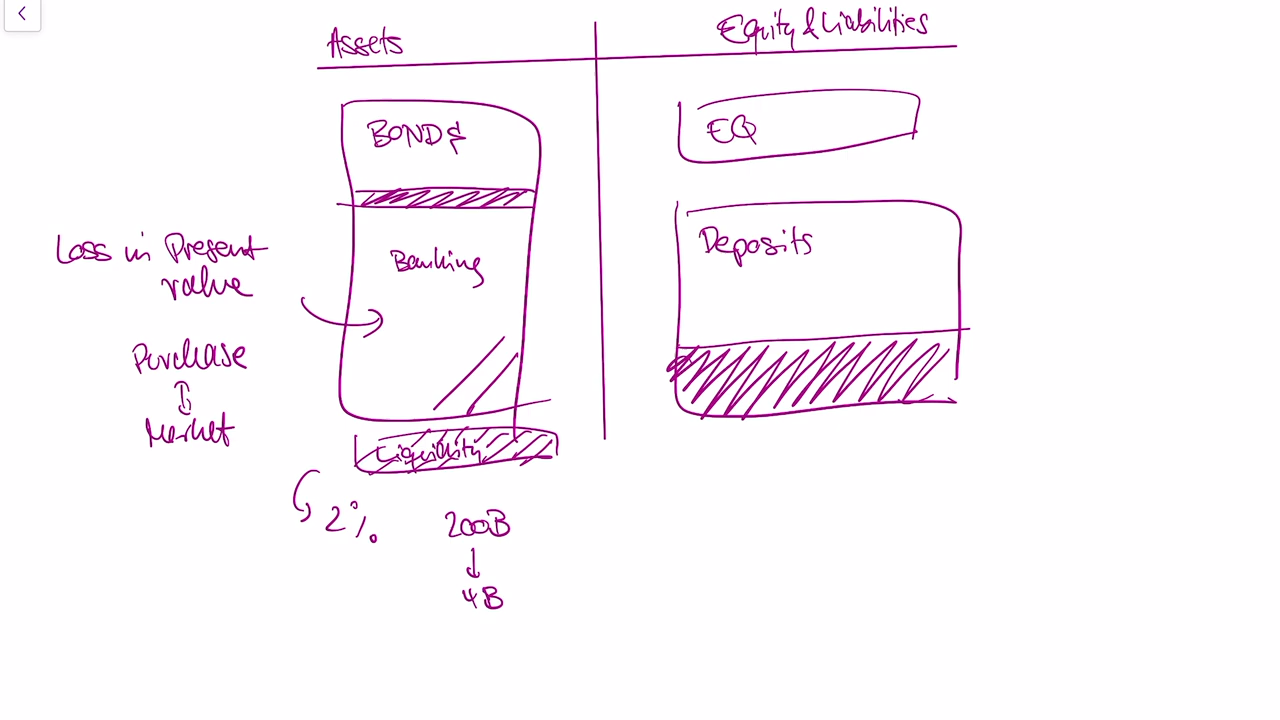 Assets
Equity & Liabilities
BONDS
EQ
Deposits
Loss in Present
value
Banking
Purchase
Market
Liquidity
2%
200B
4B